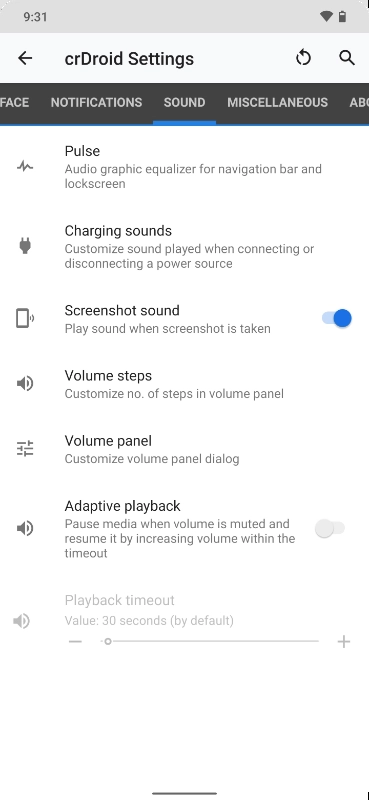 9:31
crDroid Settings
FACE NOTIFICATIONS SOUND MISCELLANEOUS ABO
Pulse
Audio graphic equalizer for navigation bar and
lockscreen
Charging sounds
Customize sound played when connecting or
disconnecting a power source
Screenshot sound
Play sound when screenshot is taken
Volume steps
Customize no. of steps in volume panel
Volume panel
Customize volume panel dialog
Adaptive playback
Pause media when volume is muted and
resume it by increasing volume within the
timeout
Playback timeout
Value: 30 seconds (by default)